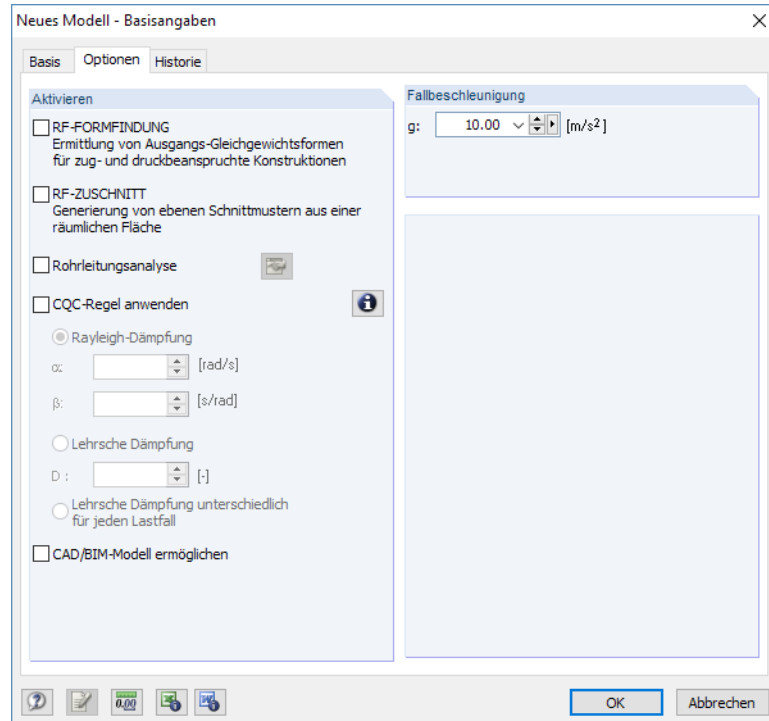 Neues Modell - Basisangaben
Basis Optionen Historie
Aktivieren
RF-FORMFINDUNG
Ermittlung von Ausgangs-Gleichgewichtsformen
für zug- und druckbeanspruchte Konstruktionen
RF-ZUSCHNITT
Generierung von ebenen Schnittmustern aus einer
räumlichen Fläche
Rohrleitungsanalyse
CQC-Regel anwenden
Rayleigh-Dämpfung
α: [rad/s]
β: [s/rad]
Lehrsche Dämpfung
D : [-]
Lehrsche Dämpfung unterschiedlich
für jeden Lastfall
CAD/BIM-Modell ermöglichen
Fallbeschleunigung
g: 10.00 [m/s²]
0.00
OK Abbrechen